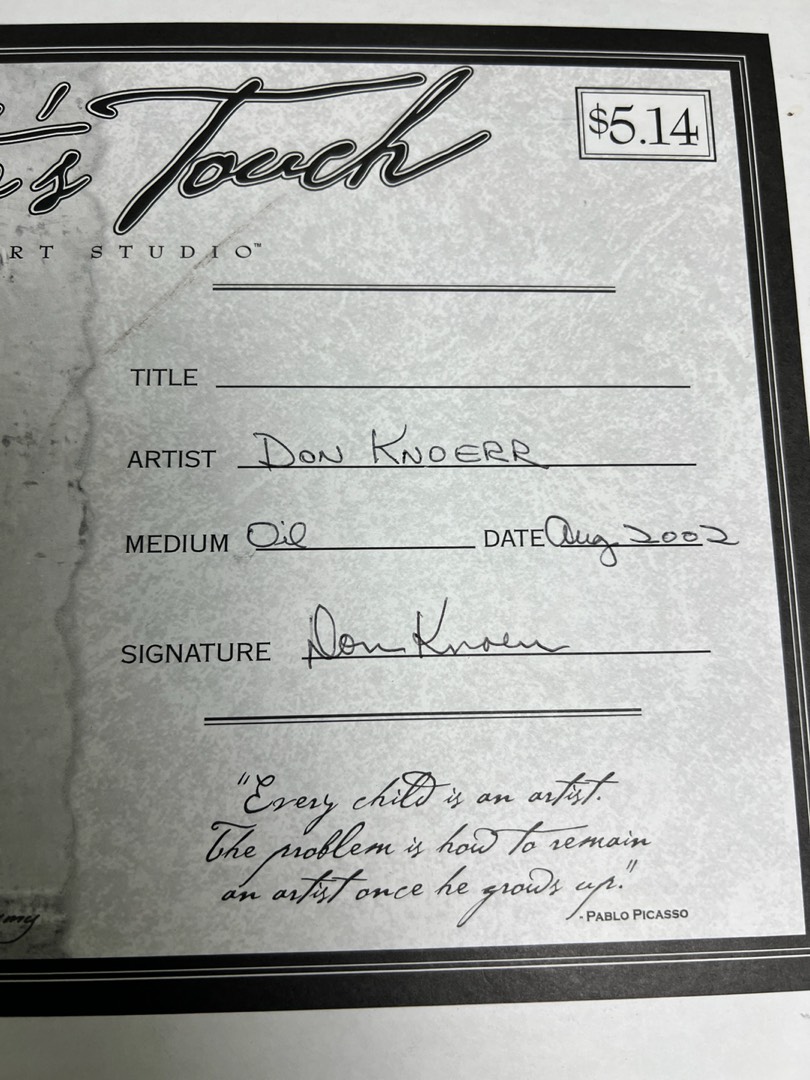 's Touch
$5.14
RT STUDIO™
TITLE
ARTIST DON KNOERR
MEDIUM Oil DATE Aug 2002
SIGNATURE Don Knoerr
"Every child is an artist.
The problem is how to remain
an artist once he grows up."
- PABLO PICASSO